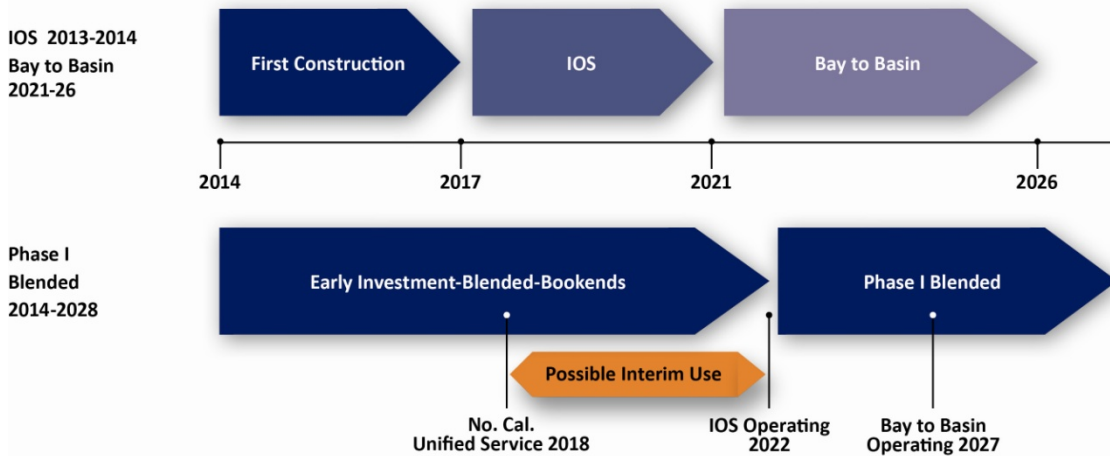 IOS 2013-2014
Bay to Basin
2021-26
First Construction
IOS
Bay to Basin
2014
2017
2021
2026
Phase I
Blended
2014-2028
Early Investment-Blended-Bookends
Phase I Blended
Possible Interim Use
No. Cal.
Unified Service 2018
IOS Operating
2022
Bay to Basin
Operating 2027